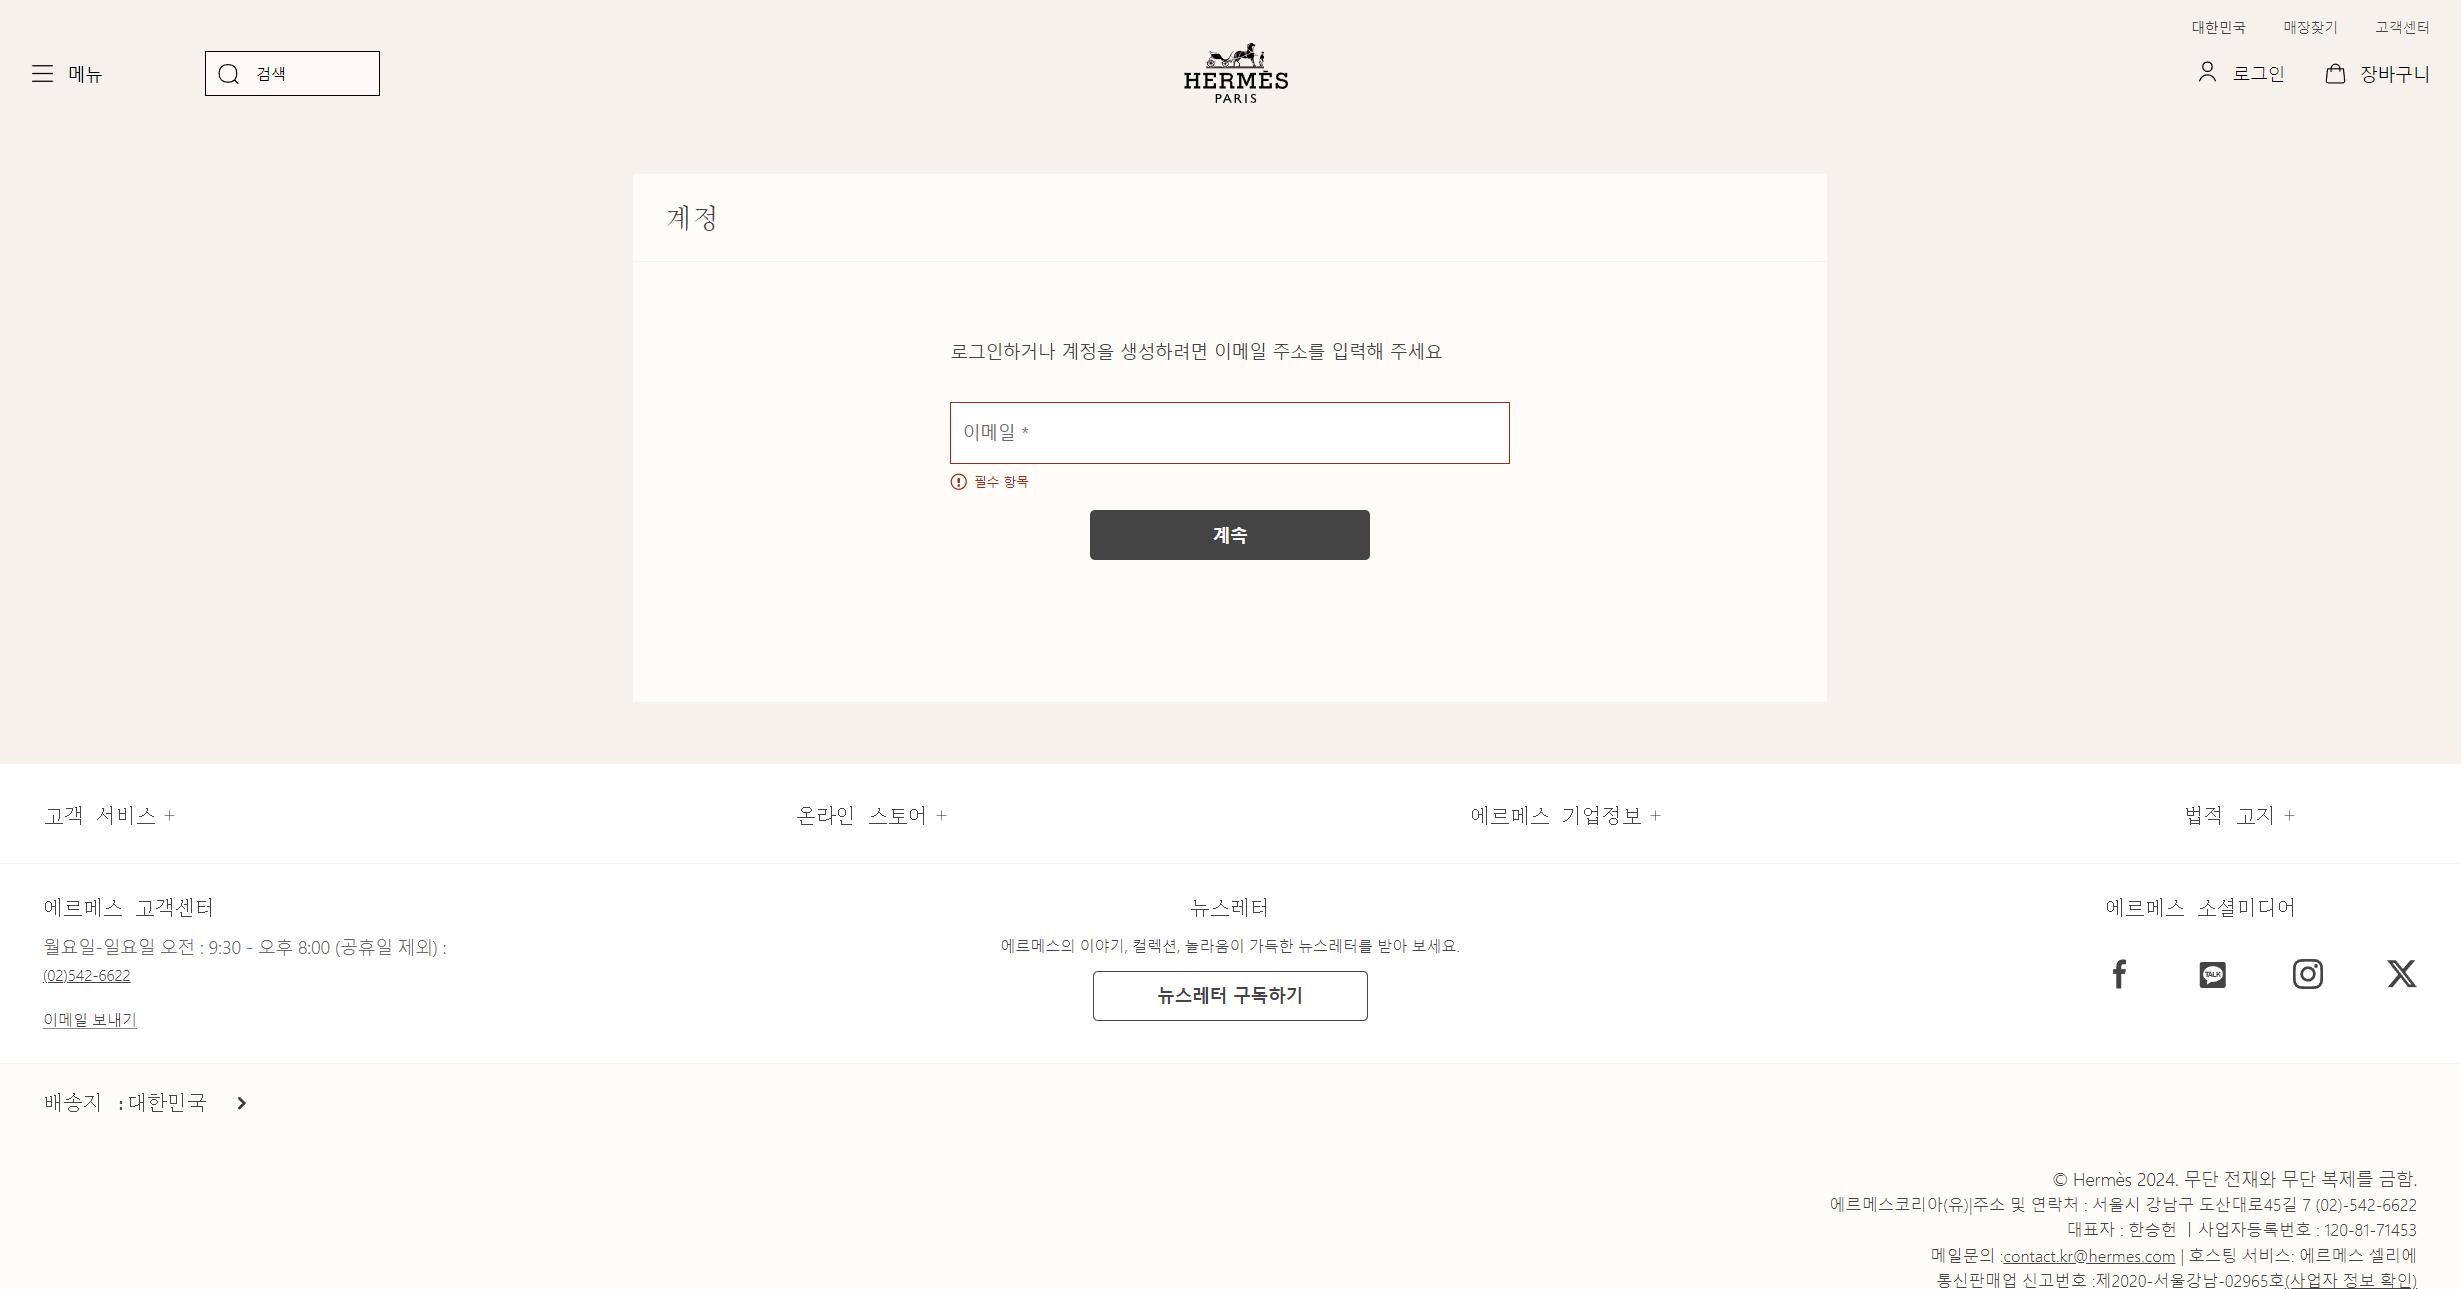 대한민국 매장찾기 고객센터
메뉴 검색 HERMÈS PARIS 로그인 장바구니
계정
로그인하거나 계정을 생성하려면 이메일 주소를 입력해 주세요
이메일 *
필수 항목
계속
고객 서비스 + 온라인 스토어 + 에르메스 기업정보 + 법적 고지 +
에르메스 고객센터
월요일-일요일 오전 : 9:30 - 오후 8:00 (공휴일 제외) :
(02)542-6622
이메일 보내기
뉴스레터
에르메스의 이야기, 컬렉션, 놀라움이 가득한 뉴스레터를 받아 보세요.
뉴스레터 구독하기
에르메스 소셜미디어
TALK
배송지 :대한민국
© Hermès 2024. 무단 전재와 무단 복제를 금함.
에르메스코리아(유)|주소 및 연락처 : 서울시 강남구 도산대로45길 7 (02)-542-6622
대표자 : 한승헌 ㅣ사업자등록번호 : 120-81-71453
메일문의 :contact.kr@hermes.com | 호스팅 서비스: 에르메스 셀리에
통신판매업 신고번호 :제2020-서울강남-02965호(사업자 정보 확인)